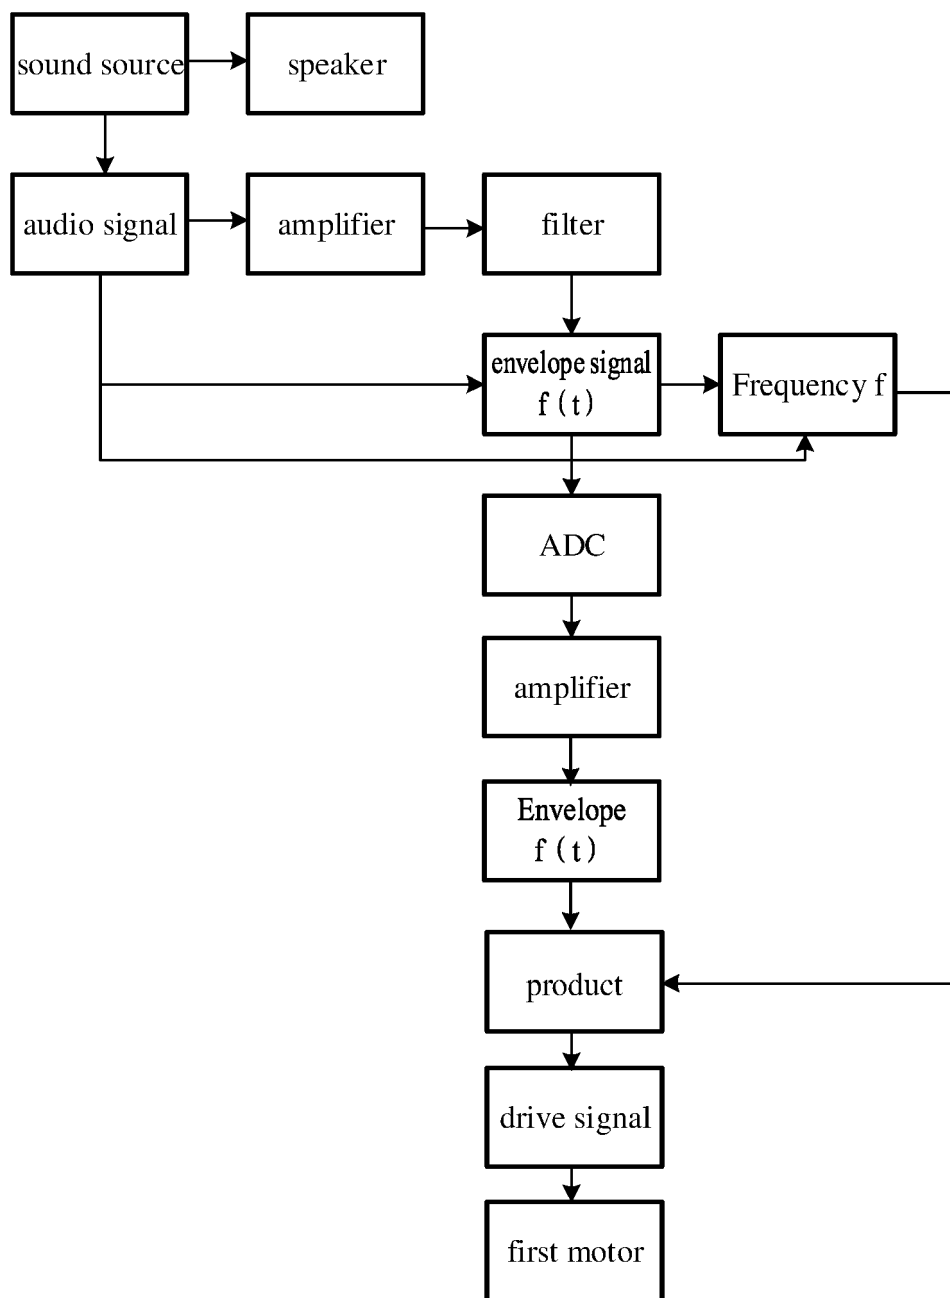 sound source
speaker
audio signal
amplifier
filter
envelope signal
f ( t )
Frequency f
ADC
amplifier
Envelope
f ( t )
product
drive signal
first motor